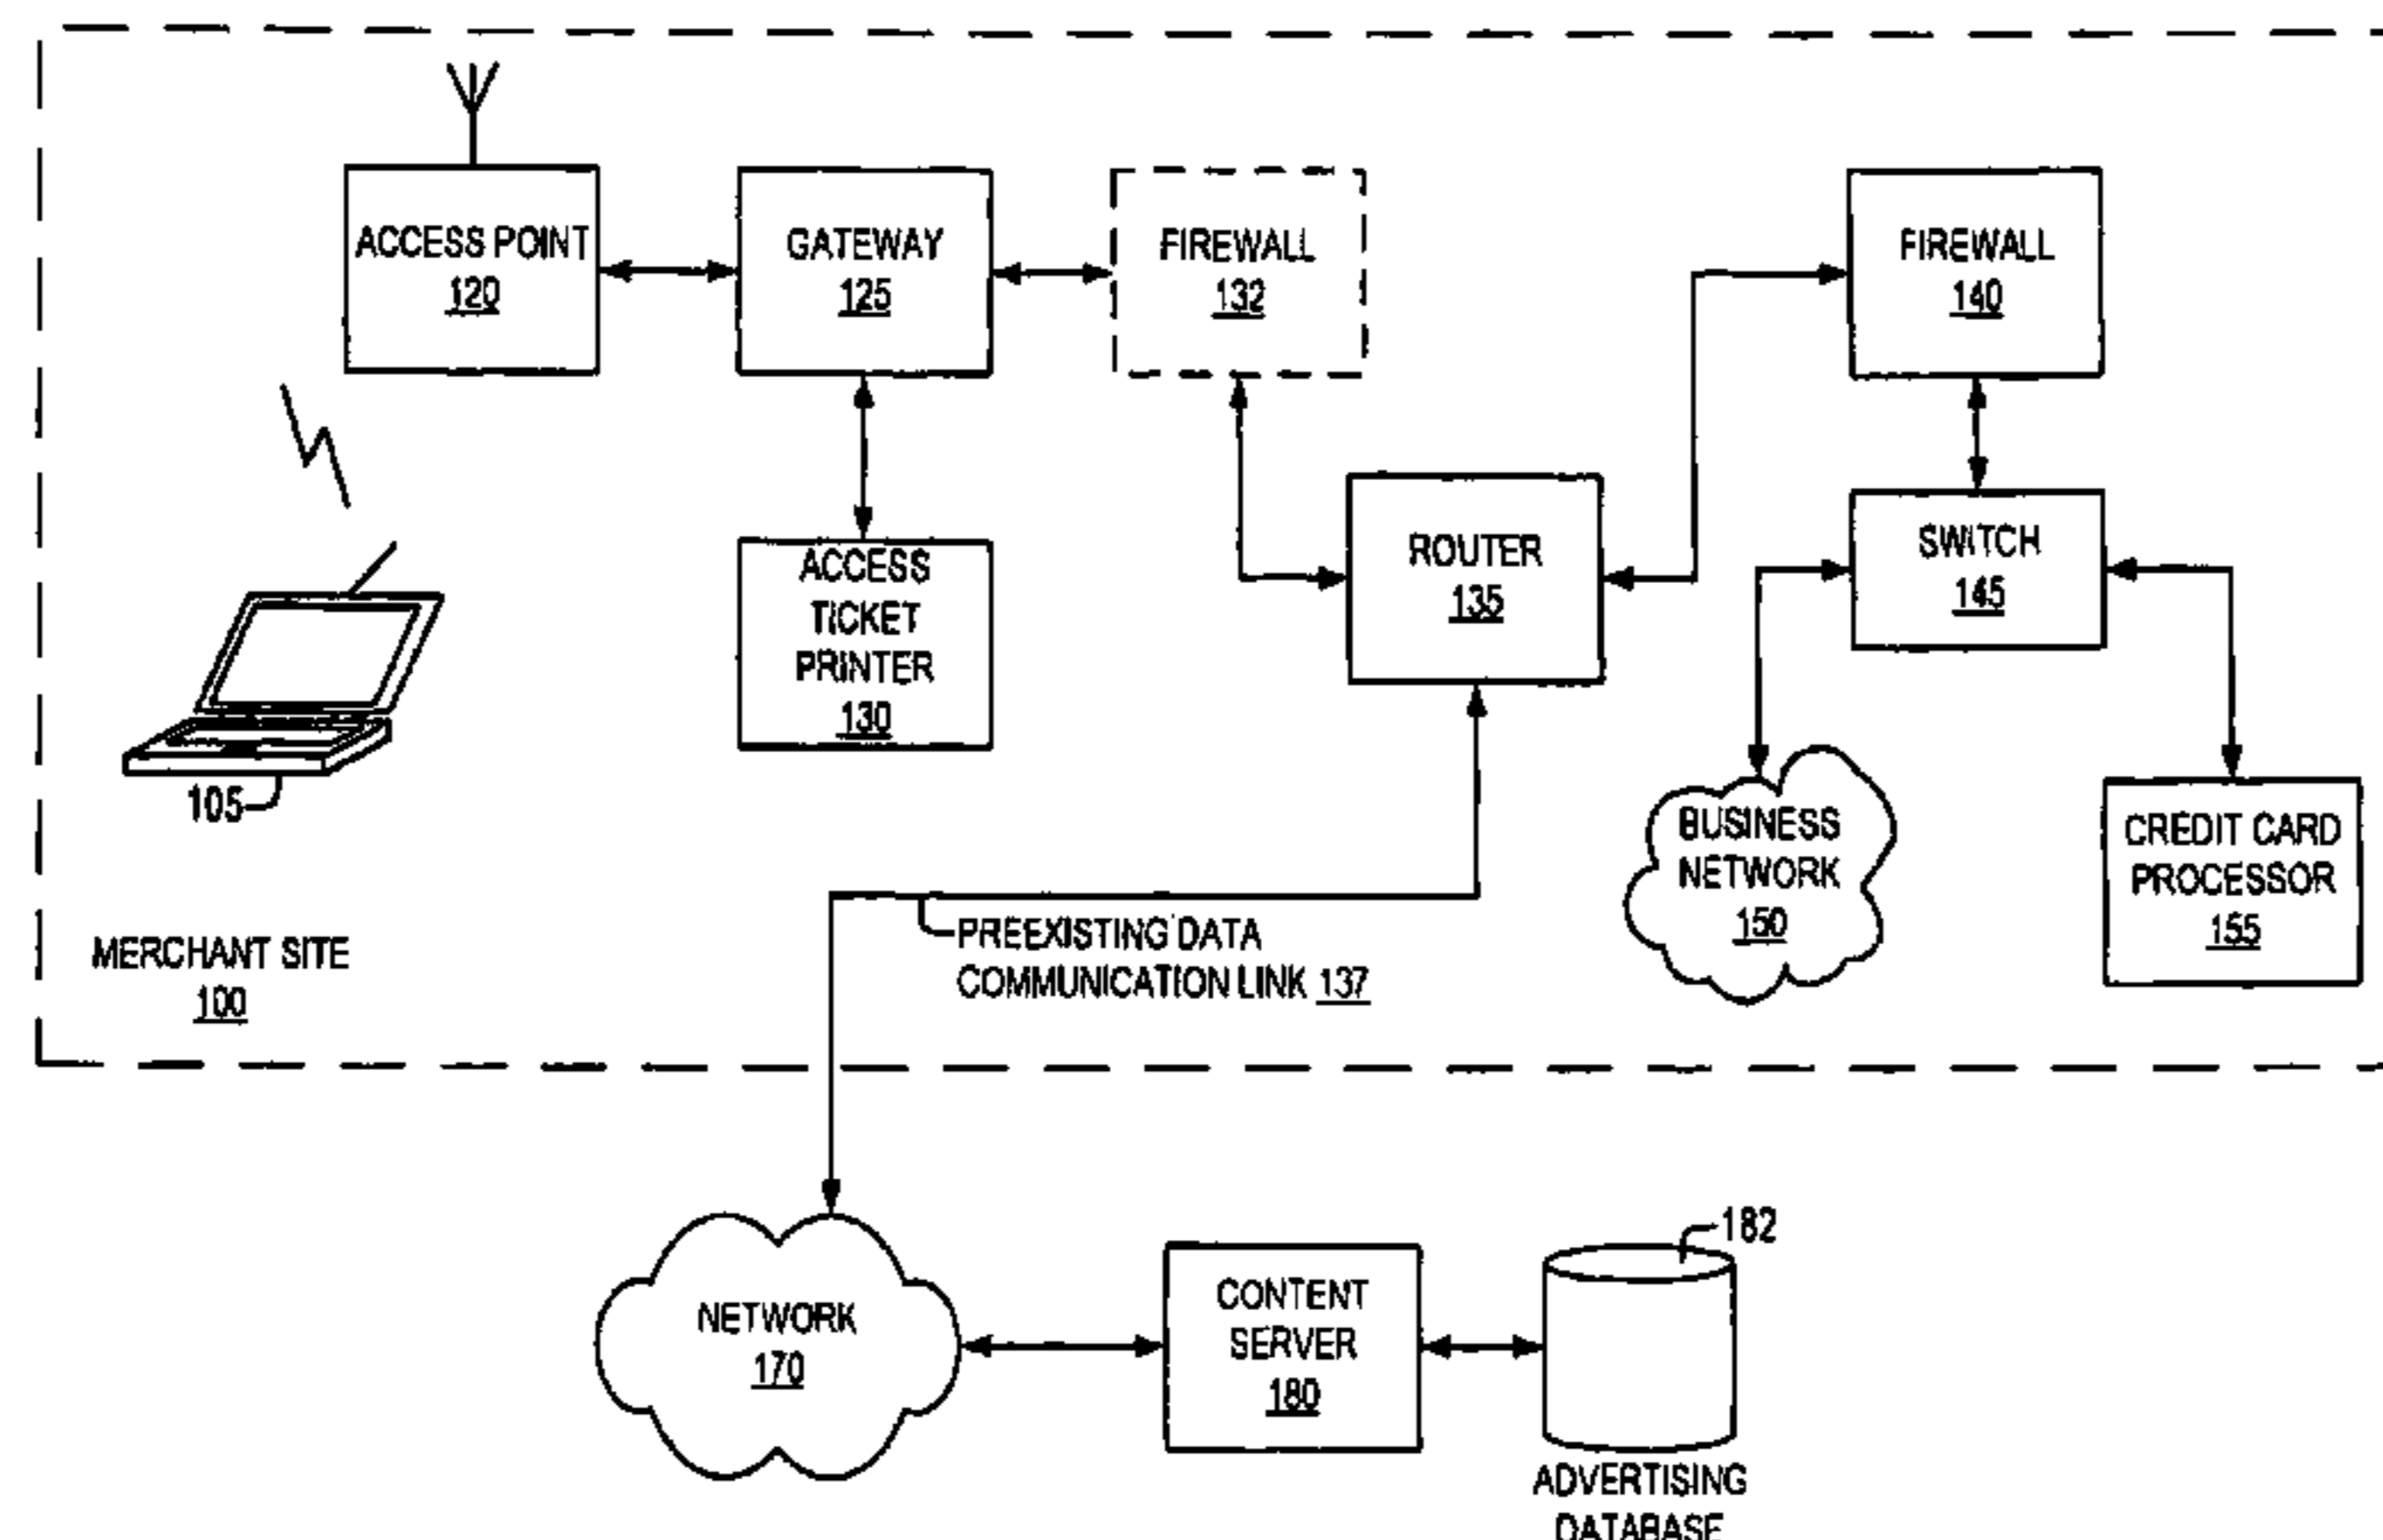 ACCESS POINT
120
GATEWAY
125
FIREWALL
132
FIREWALL
140
ACCESS
TICKET
PRINTER
130
ROUTER
135
SWITCH
145
105
BUSINESS
NETWORK
150
CREDIT CARD
PROCESSOR
155
PREEXISTING DATA
COMMUNICATION LINK 137
MERCHANT SITE
100
NETWORK
170
CONTENT
SERVER
180
182
ADVERTISING
DATABASE